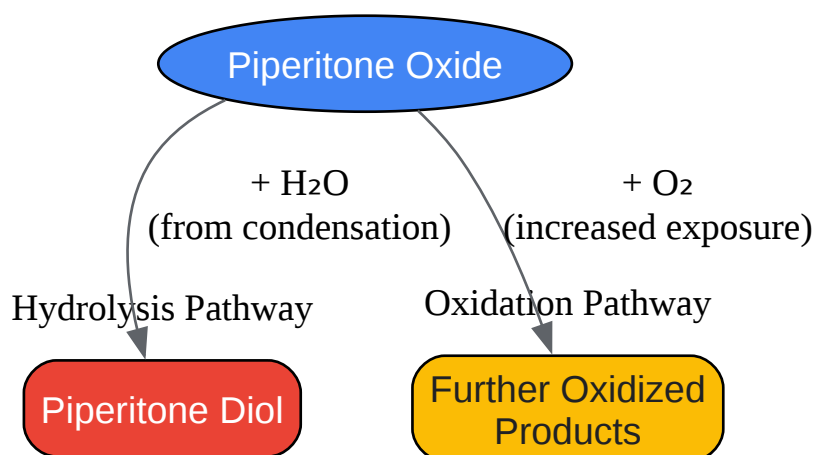 Piperitone Oxide
+ H₂O
(from condensation)
+ O₂
(increased exposure)
Hydrolysis Pathway
Oxidation Pathway
Piperitone Diol
Further Oxidized
Products